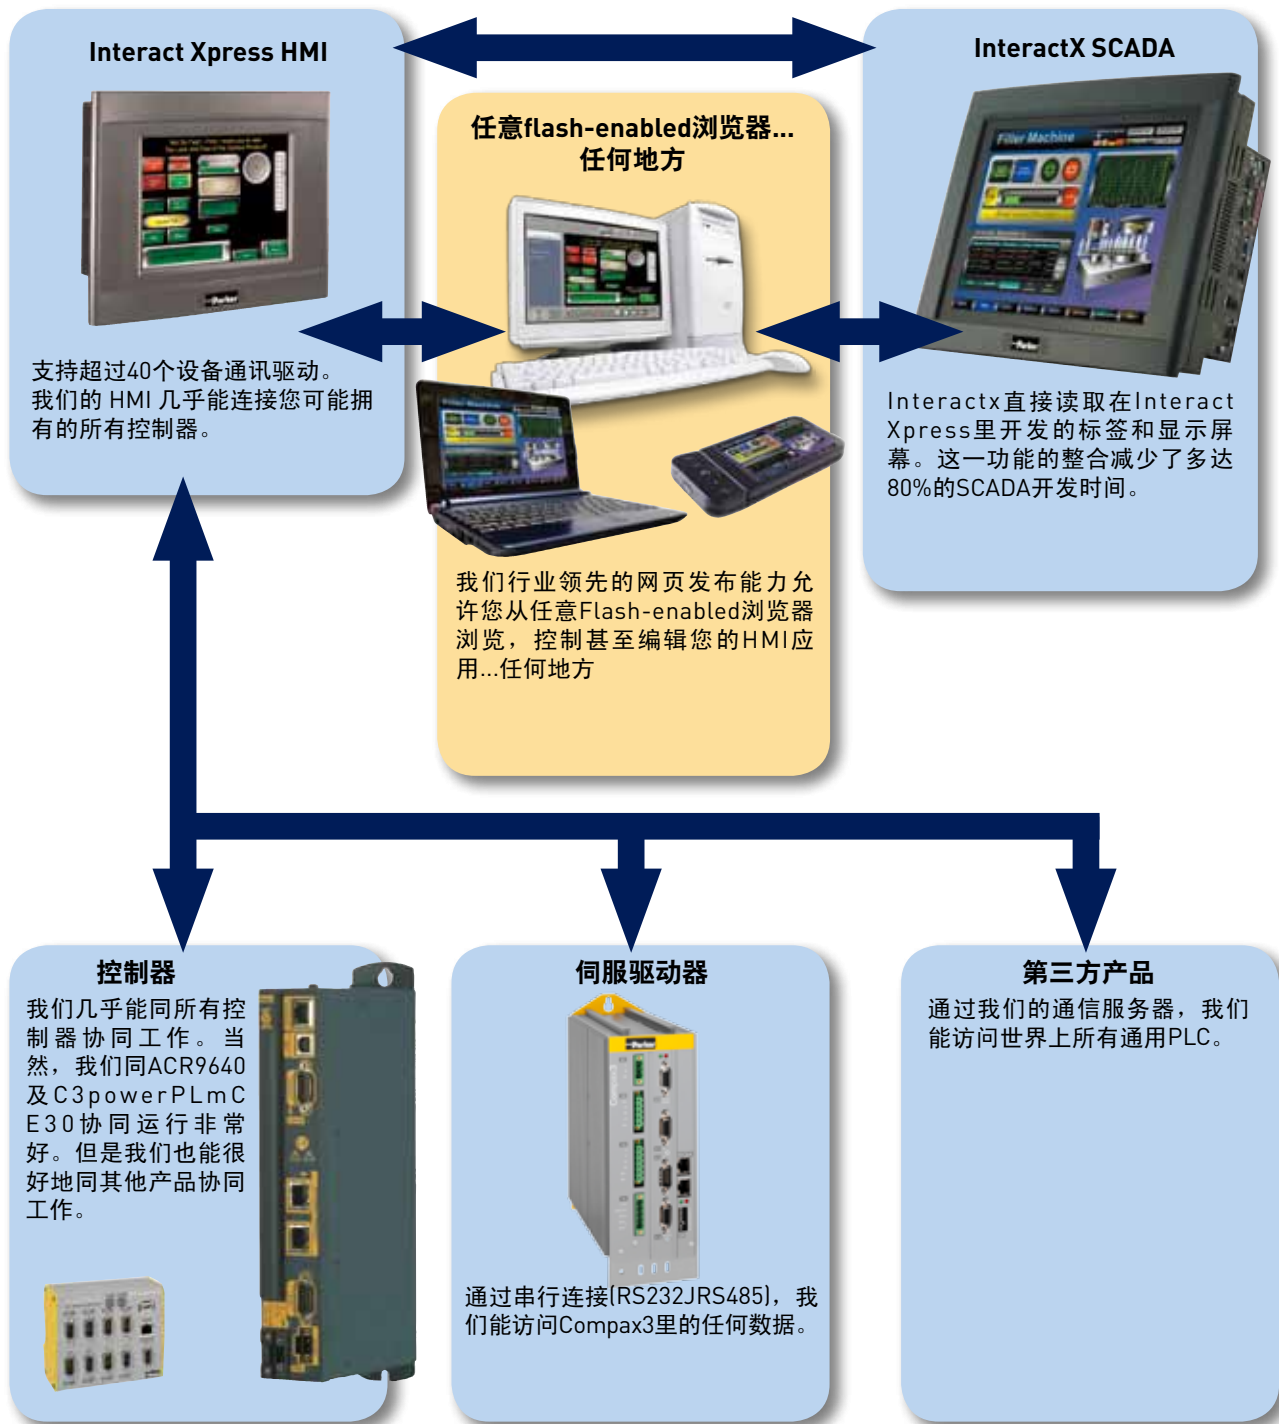 Interact Xpress HMI
支持超过40个设备通讯驱动。
我们的 HMI 几乎能连接您可能拥
有的所有控制器。
任意flash-enabled浏览器...
任何地方
我们行业领先的网页发布能力允
许您从任意Flash-enabled浏览器
浏览，控制甚至编辑您的HMI应
用...任何地方
InteractX SCADA
Filler Machine
Parker
Parker
Interactx直接读取在Interact
Xpress里开发的标签和显示屏
幕。这一功能的整合减少了多达
80%的SCADA开发时间。
控制器
我们几乎能同所有控
制器协同工作。当
然，我们同ACR9640
及C3powerPLmC
E30协同运行非常
好。但是我们也能很
好地同其他产品协同
工作。
伺服驱动器
Parker
通过串行连接(RS232JRS485)，我
们能访问Compax3里的任何数据。
第三方产品
通过我们的通信服务器，我们
能访问世界上所有通用PLC。